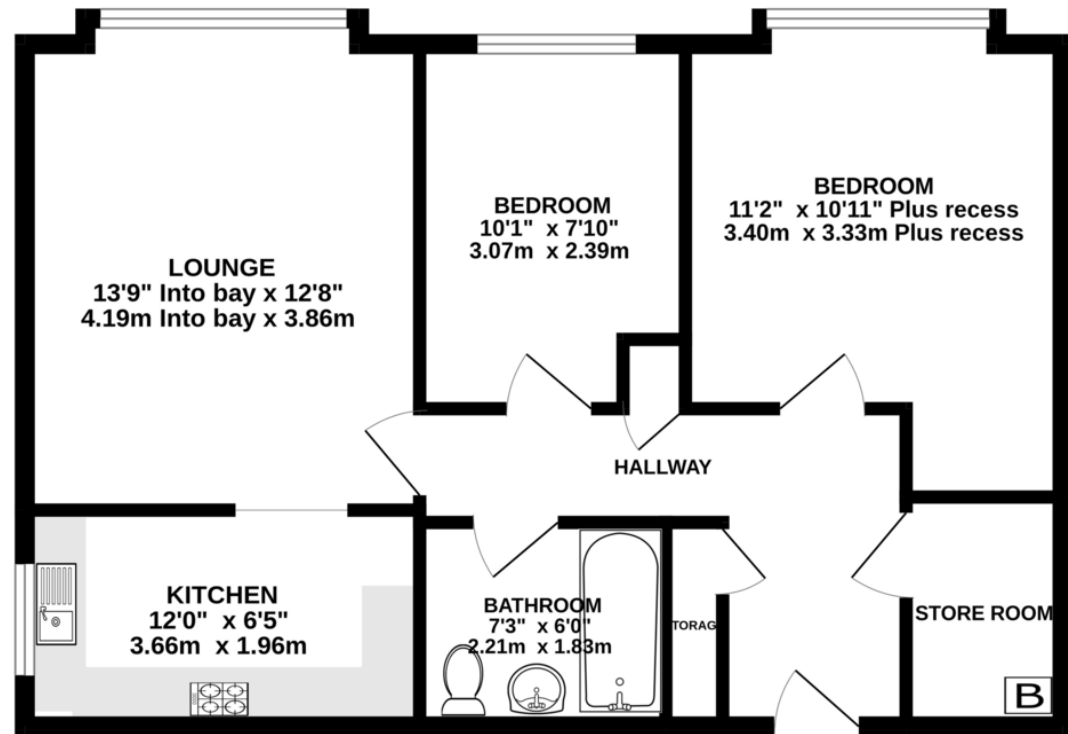 LOUNGE
13'9" Into bay x 12'8"
4.19m Into bay x 3.86m
BEDROOM
10'1" x 7'10"
3.07m x 2.39m
BEDROOM
11'2" x 10'11" Plus recess
3.40m x 3.33m Plus recess
HALLWAY
KITCHEN
12'0" x 6'5"
3.66m x 1.96m
BATHROOM
7'3" x 6'0"
2.21m x 1.83m
TORAG
STORE ROOM
B